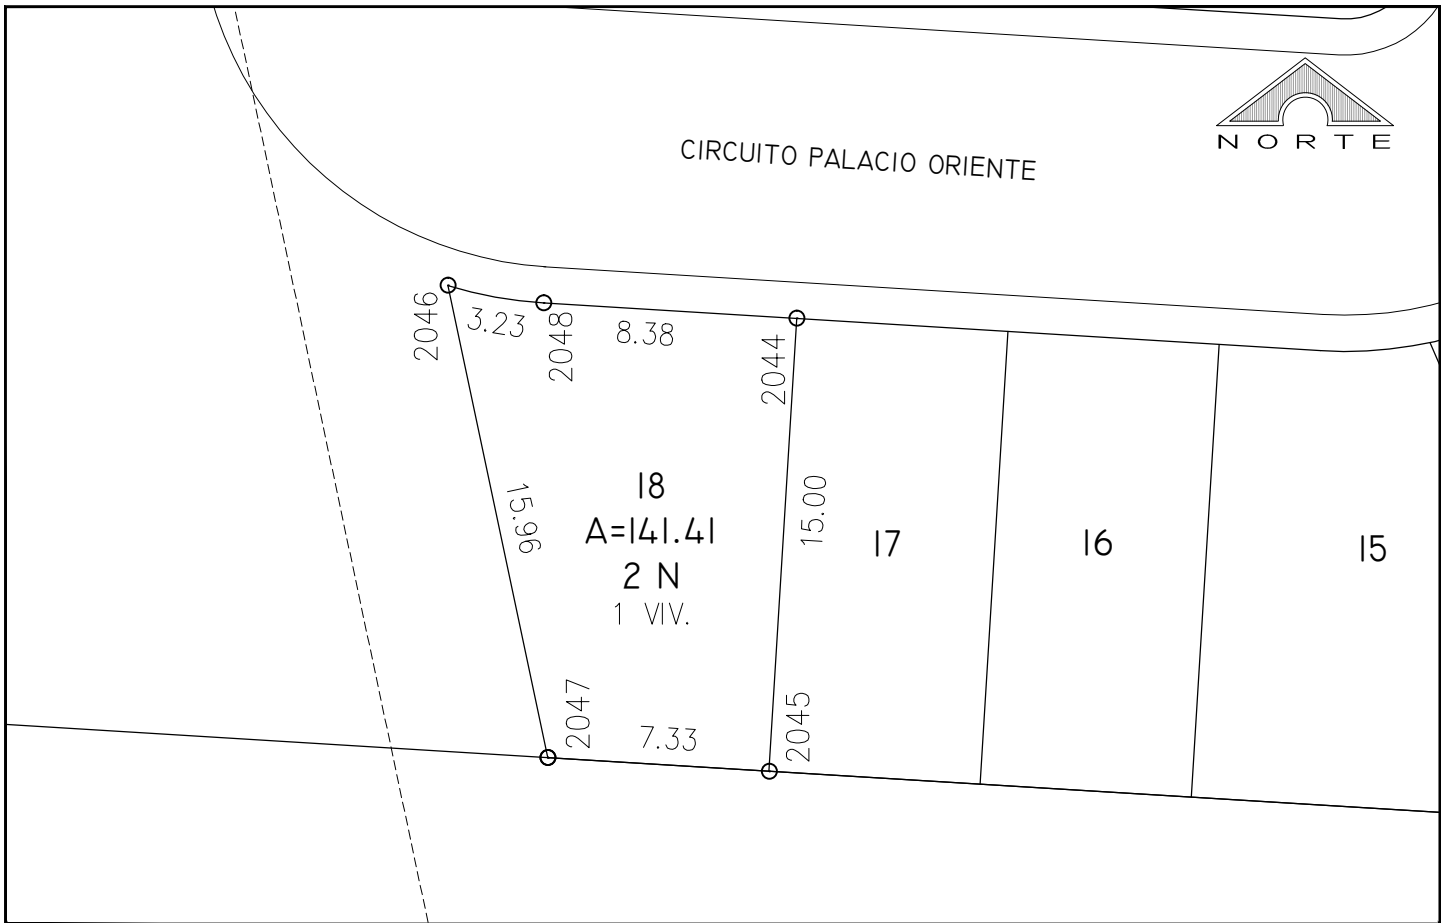 CIRCUITO PALACIO ORIENTE
NORTE
2046
3.23
2048
8.38
2044
15.96
18
A=141.41
2 N
1 VIV.
15.00
17
16
15
2047
7.33
2045